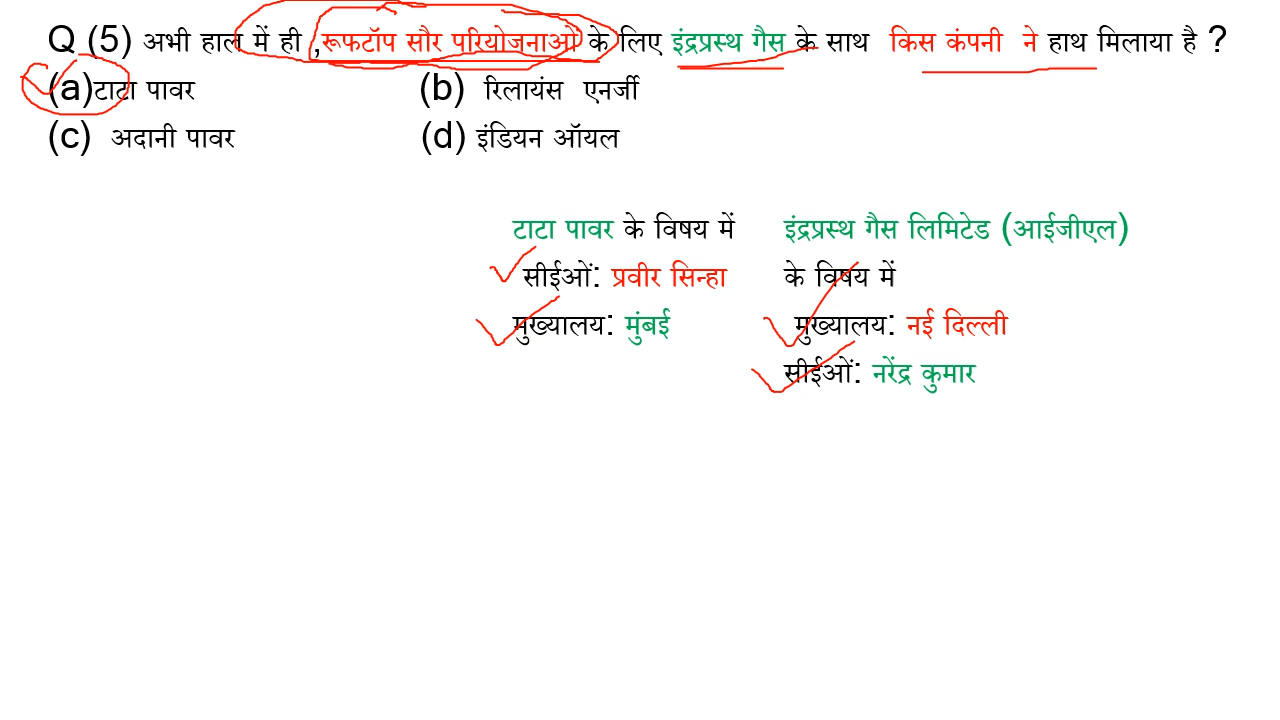 Q (5) अभी हाल में ही ,रूफटॉप सौर परियोजनाओं के लिए इंद्रप्रस्थ गैस के साथ किस कंपनी ने हाथ मिलाया है ?
(a)टाटा पावर (b) रिलायंस एनर्जी
(c) अदानी पावर (d) इंडियन ऑयल
टाटा पावर के विषय में
सीईओं: प्रवीर सिन्हा
मुख्यालय: मुंबई
इंद्रप्रस्थ गैस लिमिटेड (आईजीएल)
के विषय में
मुख्यालय: नई दिल्ली
सीईओं: नरेंद्र कुमार